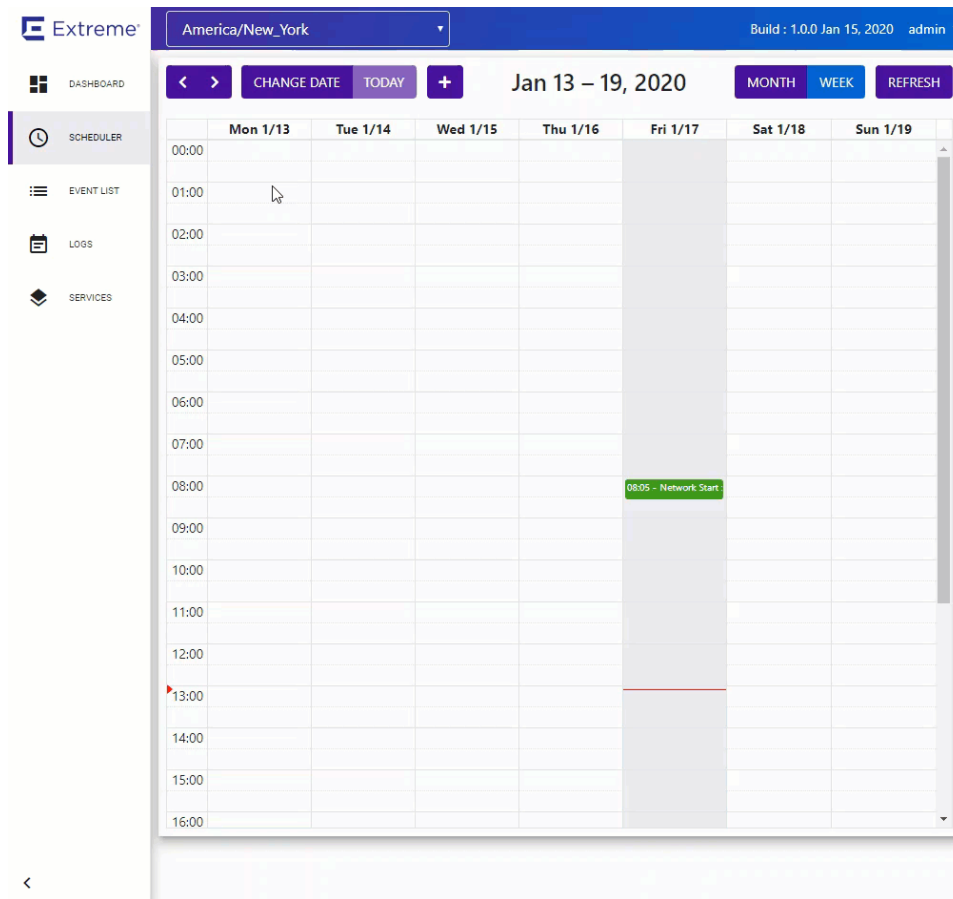 Extreme
America/New_York
Build : 1.0.0 Jan 15, 2020 admin
DASHBOARD
SCHEDULER
EVENT LIST
LOGS
SERVICES
CHANGE DATE TODAY + Jan 13 – 19, 2020 MONTH WEEK REFRESH
Mon 1/13 Tue 1/14 Wed 1/15 Thu 1/16 Fri 1/17 Sat 1/18 Sun 1/19
00:00
01:00
02:00
03:00
04:00
05:00
06:00
07:00
08:00 08:05 - Network Start
09:00
10:00
11:00
12:00
13:00
14:00
15:00
16:00